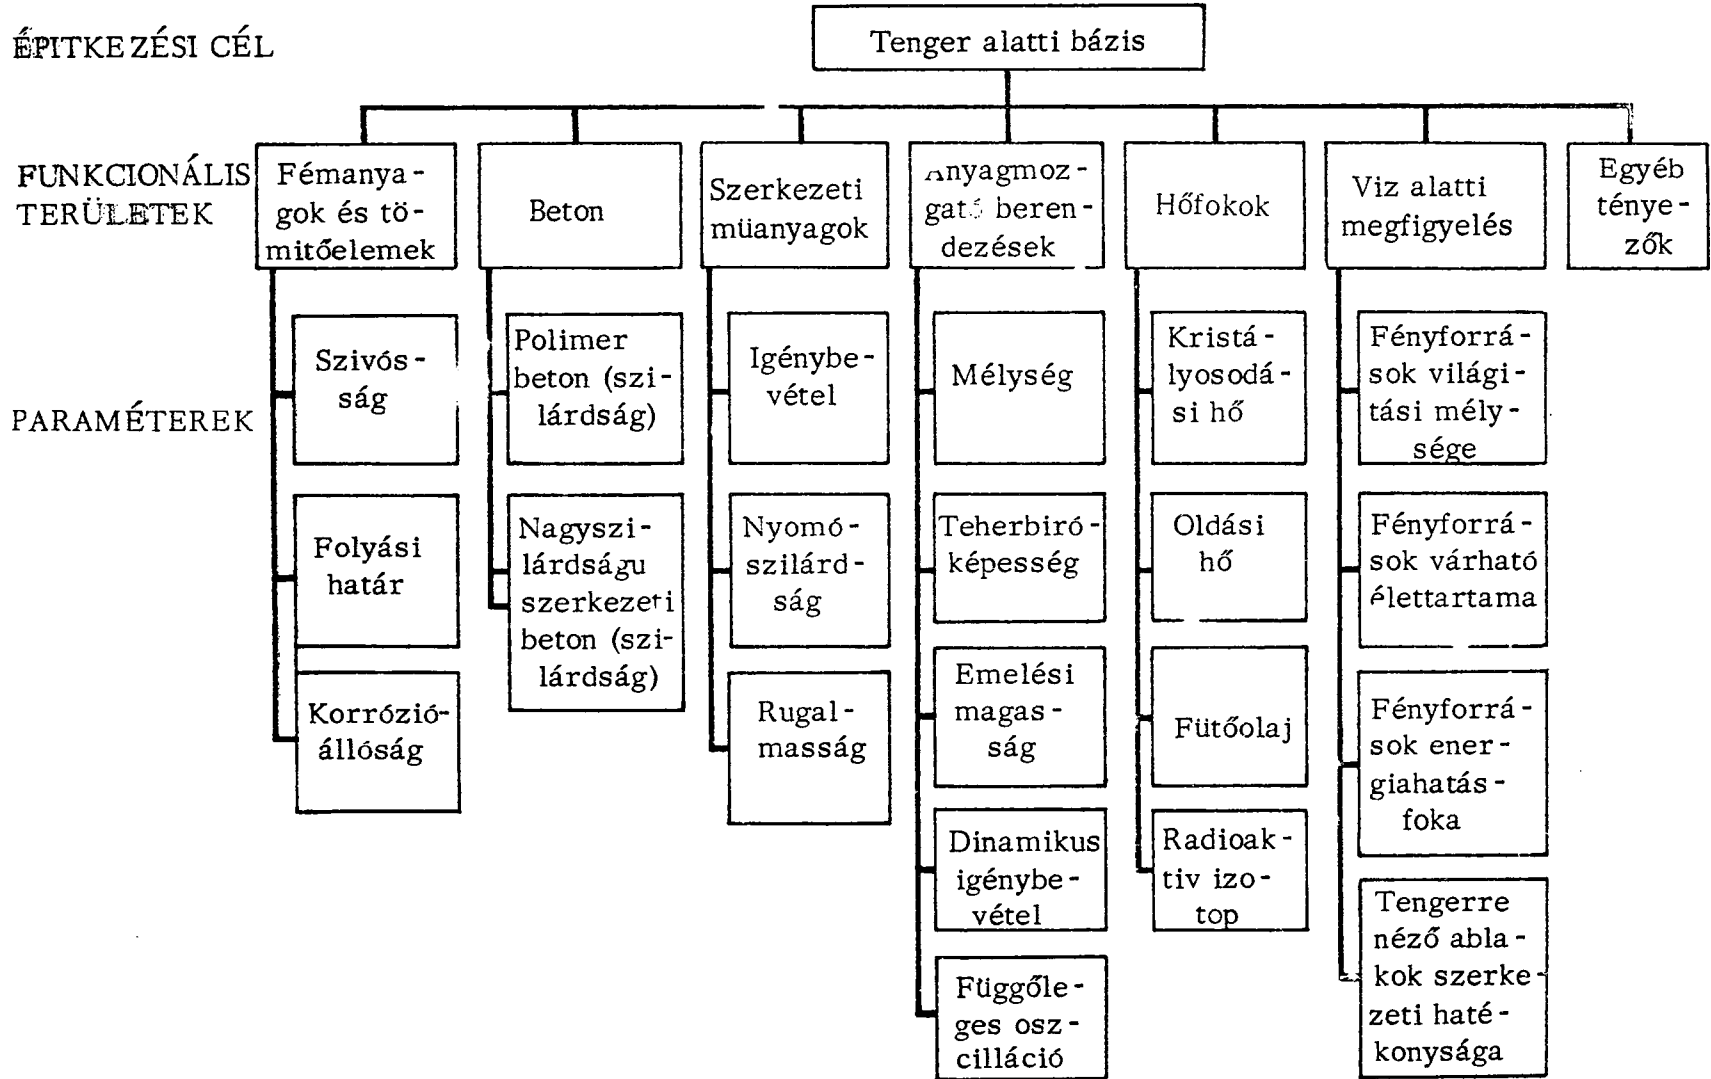 ÉPITKEZÉSI CÉL
Tenger alatti bázis
FUNKCIONÁLIS
TERÜLETEK
Fémanya-
gok és tö-
mitőelemek
Beton
Szerkezeti
müanyagok
Anyagmoz-
gató beren-
dezések
Hőfokok
Viz alatti
megfigyelés
Egyéb
ténye-
zők
PARAMÉTEREK
Szivós-
ság
Folyási
határ
Korrózió-
állóság
Polimer
beton (szi-
lárdság)
Nagyszi-
lárdságu
szerkezeti
beton (szi-
lárdság)
Igénybe-
vétel
Nyomó-
szilárd-
ság
Rugal-
masság
Mélység
Teherbiró-
képesség
Emelési
magas-
ság
Dinamikus
igénybe-
vétel
Függőle-
ges osz-
cilláció
Kristá-
lyosodá-
si hő
Oldási
hő
Fütőolaj
Radioak-
tiv izo-
top
Fényforrá-
sok világi-
tási mély-
sége
Fényforrá-
sok várható
élettartama
Fényforrá-
sok ener-
giahatás-
foka
Tengerre
néző abla-
kok szerke-
zeti haté-
konysága